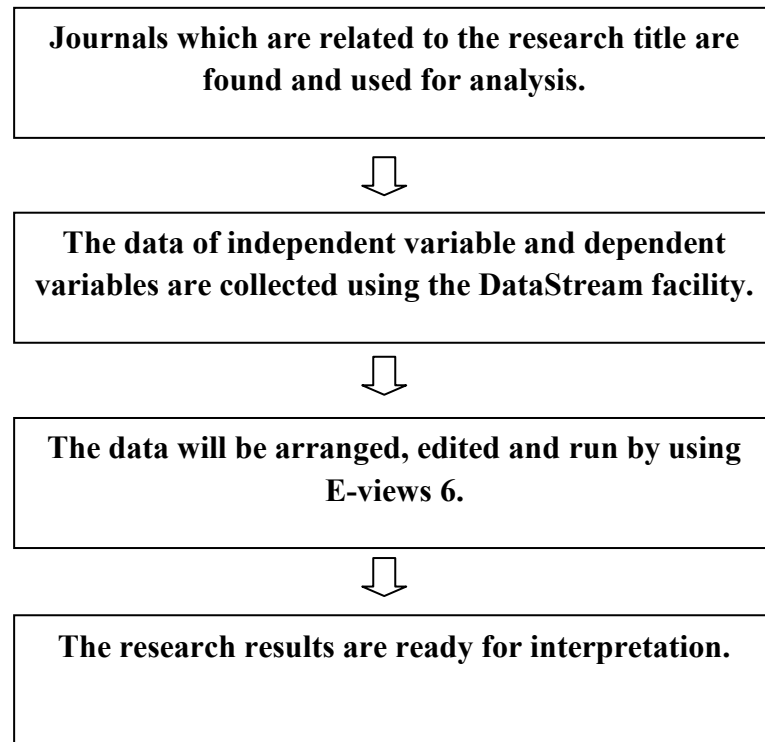 Journals which are related to the research title are
found and used for analysis.
The data of independent variable and dependent
variables are collected using the DataStream facility.
The data will be arranged, edited and run by using
E-views 6.
The research results are ready for interpretation.